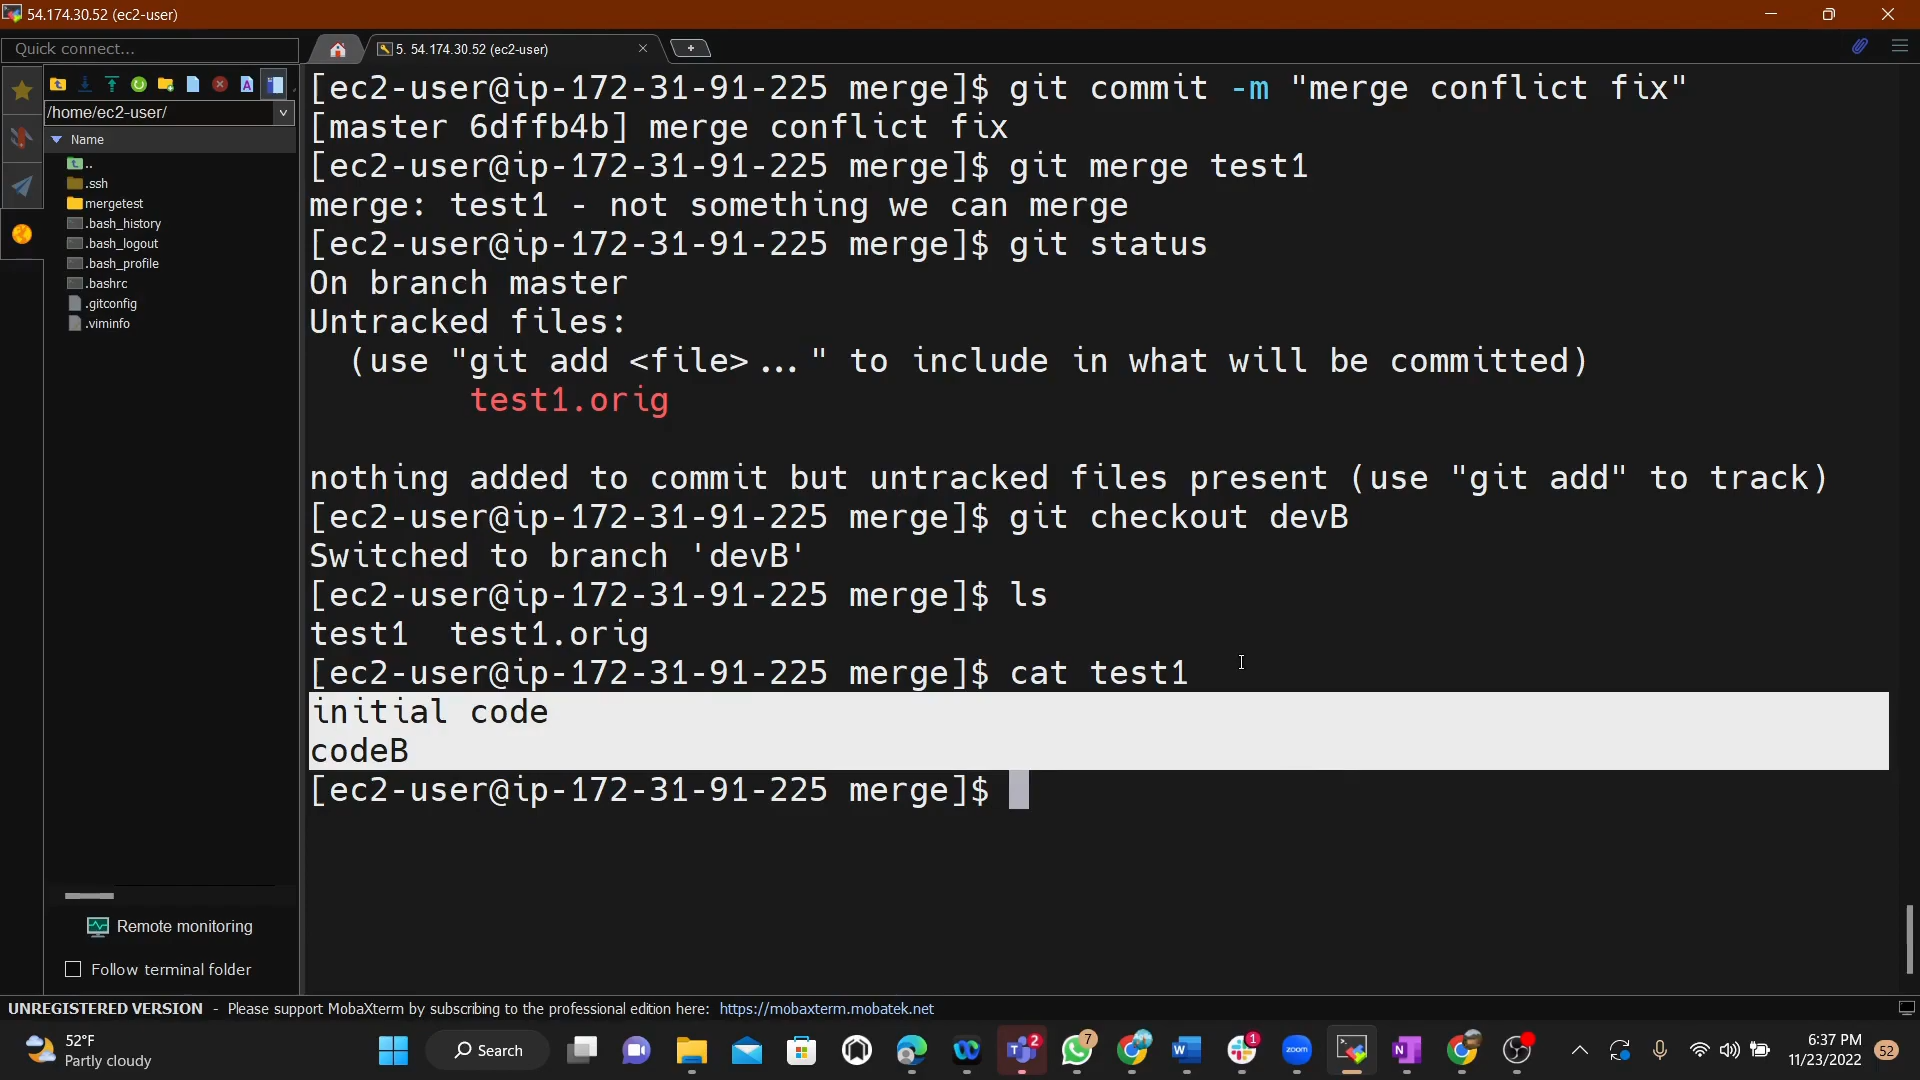 54.174.30.52 (ec2-user)
Quick connect...
5. 54.174.30.52 (ec2-user)
/home/ec2-user/
Name
..
.ssh
mergetest
.bash_history
.bash_logout
.bash_profile
.bashrc
.gitconfig
.viminfo
Remote monitoring
Follow terminal folder
[ec2-user@ip-172-31-91-225 merge]$ git commit -m "merge conflict fix"
[master 6dffb4b] merge conflict fix
[ec2-user@ip-172-31-91-225 merge]$ git merge test1
merge: test1 - not something we can merge
[ec2-user@ip-172-31-91-225 merge]$ git status
On branch master
Untracked files:
(use "git add <file>..." to include in what will be committed)
test1.orig
nothing added to commit but untracked files present (use "git add" to track)
[ec2-user@ip-172-31-91-225 merge]$ git checkout devB
Switched to branch 'devB'
[ec2-user@ip-172-31-91-225 merge]$ ls
test1  test1.orig
[ec2-user@ip-172-31-91-225 merge]$ cat test1
initial code
codeB
[ec2-user@ip-172-31-91-225 merge]$
UNREGISTERED VERSION - Please support MobaXterm by subscribing to the professional edition here: https://mobaxterm.mobatek.net
52°F
Partly cloudy
Search
2
7
1
zoom
6:37 PM
11/23/2022
52